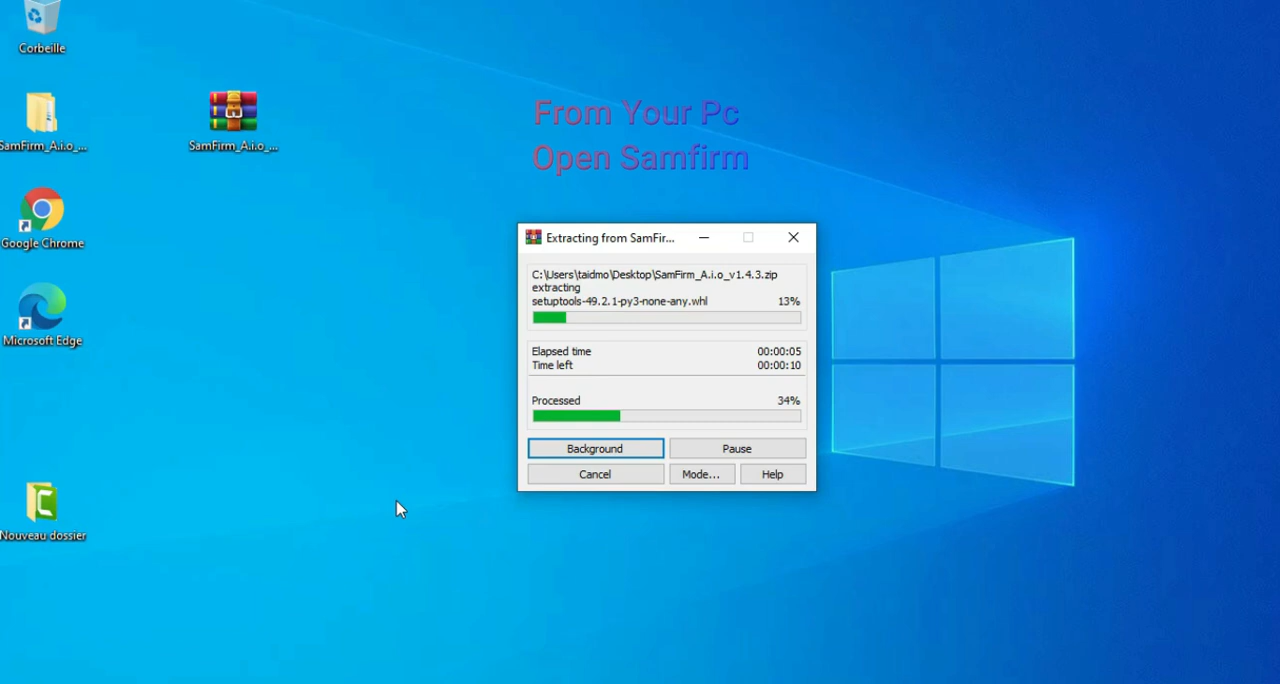 Corbeille
SamFirm_A.i.o_...
SamFirm_A.i.o_...
Google Chrome
Microsoft Edge
Nouveau dossier
From Your Pc
Open Samfirm
Extracting from SamFir...
C:\Users\taidmo\Desktop\SamFirm_A.i.o_v1.4.3.zip
extracting
setuptools-49.2.1-py3-none-any.whl 13%
Elapsed time 00:00:05
Time left 00:00:10
Processed 34%
Background Pause
Cancel Mode... Help